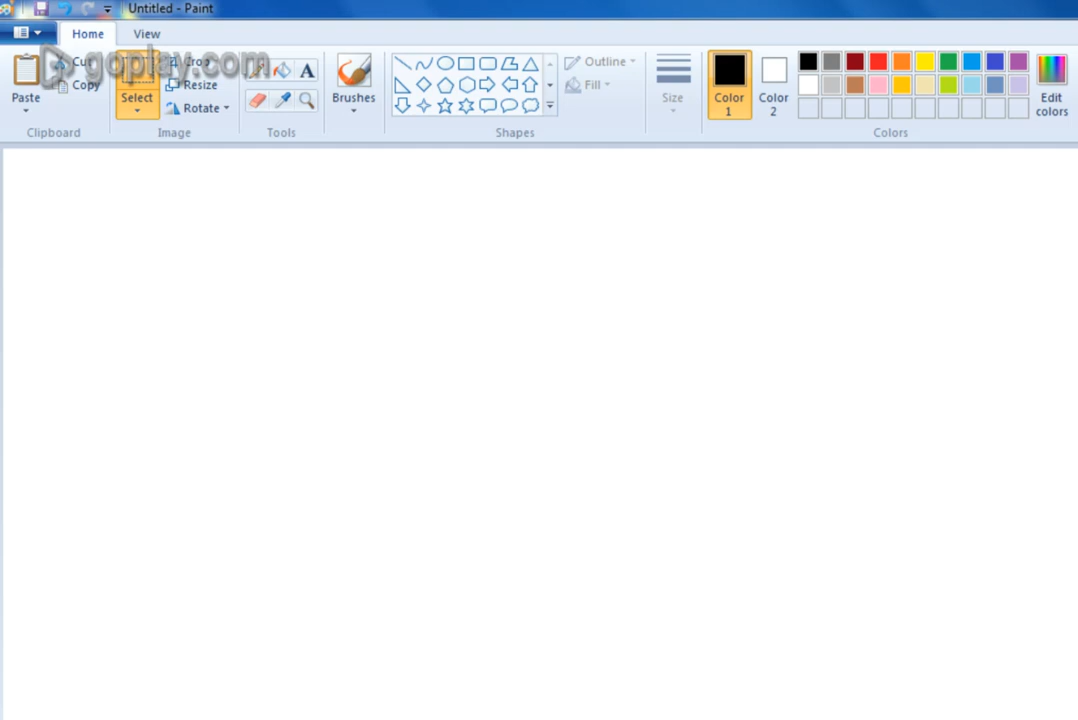 Untitled - Paint
Home View
goplay.com
Paste
Cut
Copy
Clipboard
Select
Crop
Resize
Rotate
Image
A
Tools
Brushes
Shapes
Outline
Fill
Size
Color
1
Color
2
Colors
Edit
colors